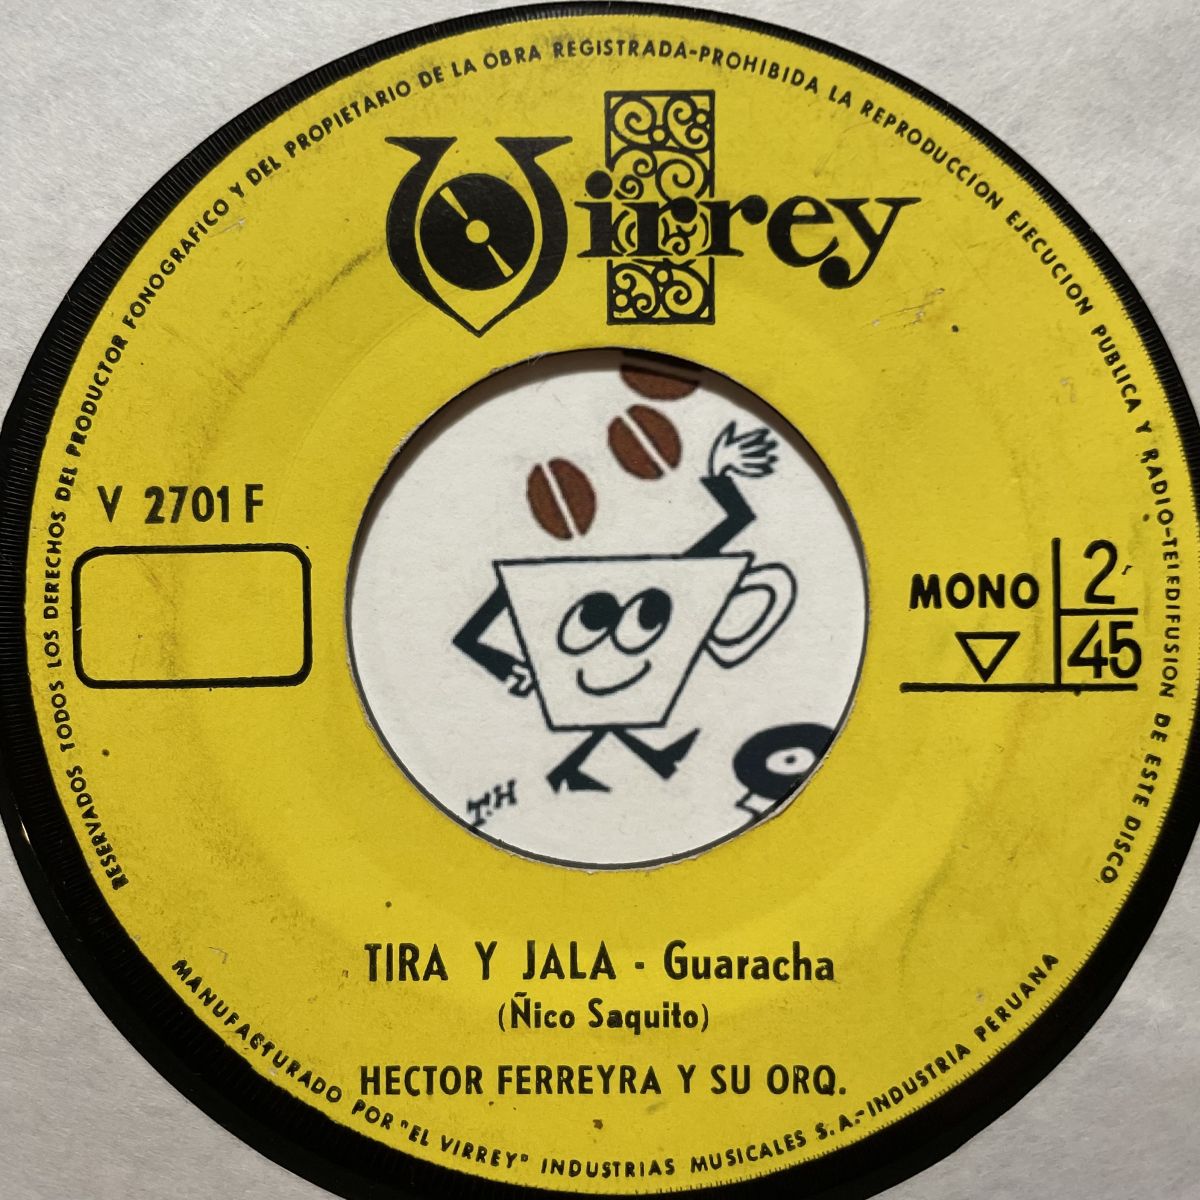 RESERVADOS TODOS LOS DERECHOS DEL PRODUCTOR FONOGRAFICO Y DEL PROPIETARIO DE LA OBRA REGISTRADA-PROHIBIDA LA REPRODUCCION EJECUCION PUBLICA Y RADIO-TELEDIFUSION DE ESTE DISCO
Virrey
V 2701 F
MONO 2
45
T.H
TIRA Y JALA - Guaracha
(Ñico Saquito)
HECTOR FERREYRA Y SU ORQ.
MANUFACTURADO POR "EL VIRREY" INDUSTRIAS MUSICALES S.A.-INDUSTRIA PERUANA